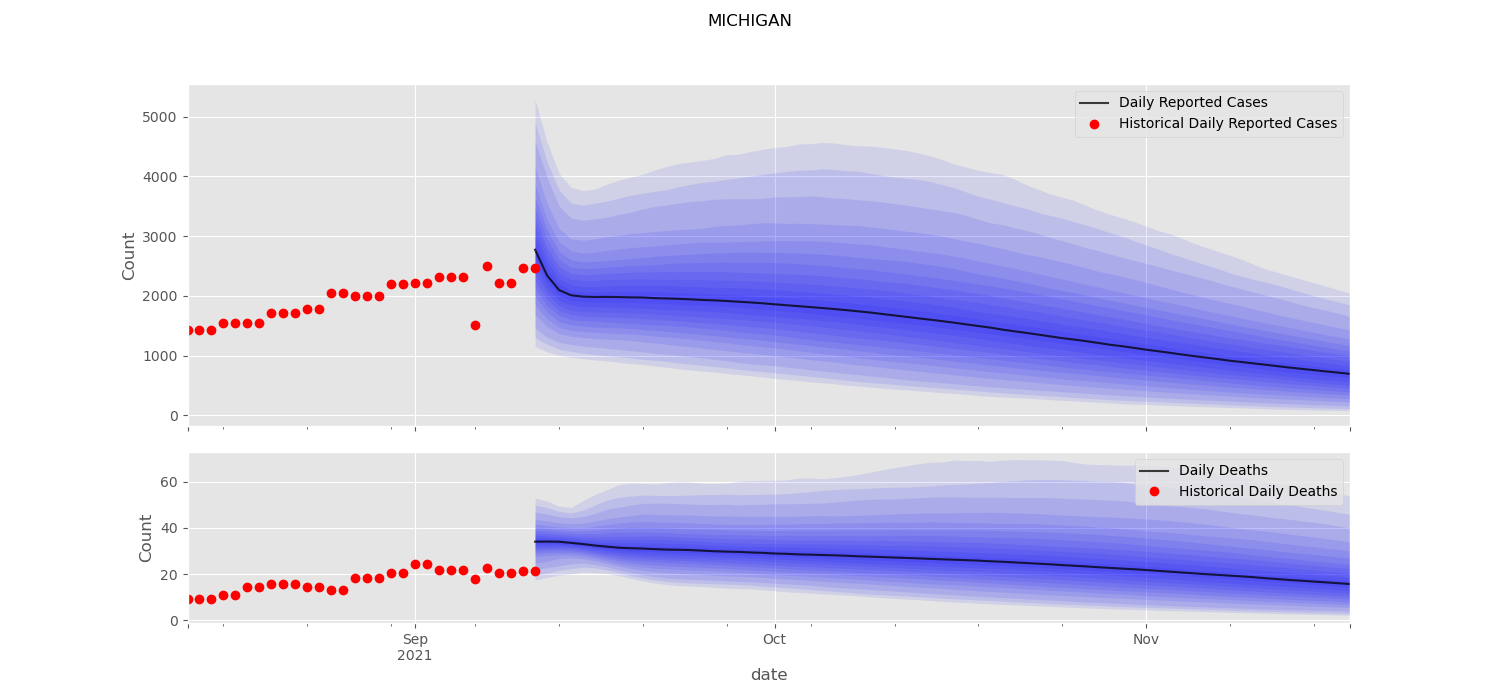 MICHIGAN
Daily Reported Cases
Historical Daily Reported Cases
5000
4000
3000
2000
1000
0
Count
Daily Deaths
Historical Daily Deaths
60
40
20
0
Count
Sep
2021
Oct
Nov
date